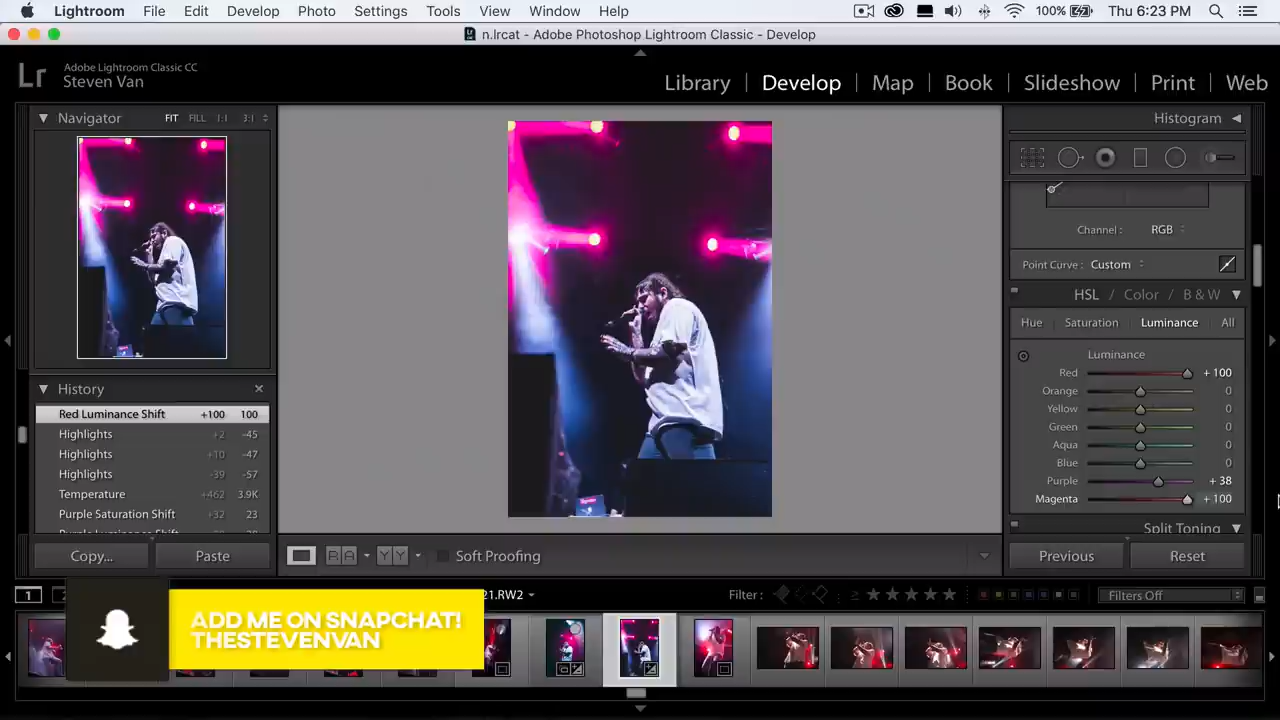 Lightroom File Edit Develop Photo Settings Tools View Window Help 100% Thu 6:23 PM
n.lrcat - Adobe Photoshop Lightroom Classic - Develop
Lr Adobe Lightroom Classic CC
Steven Van
Library | Develop | Map | Book | Slideshow | Print | Web
Navigator FIT FILL 1:1 3:1
Histogram
Channel : RGB
Point Curve : Custom
HSL / Color / B & W
Hue Saturation Luminance All
Luminance
Red + 100
Orange 0
Yellow 0
Green 0
Aqua 0
Blue 0
Purple + 38
Magenta + 100
Split Toning
History
Red Luminance Shift +100 100
Highlights +2 -45
Highlights +10 -47
Highlights -39 -57
Temperature +462 3.9K
Purple Saturation Shift +32 23
Copy... Paste
R A Y Y Soft Proofing
Previous Reset
1 21.RW2
Filter : Filters Off
ADD ME ON SNAPCHAT!
THESTEVENVAN